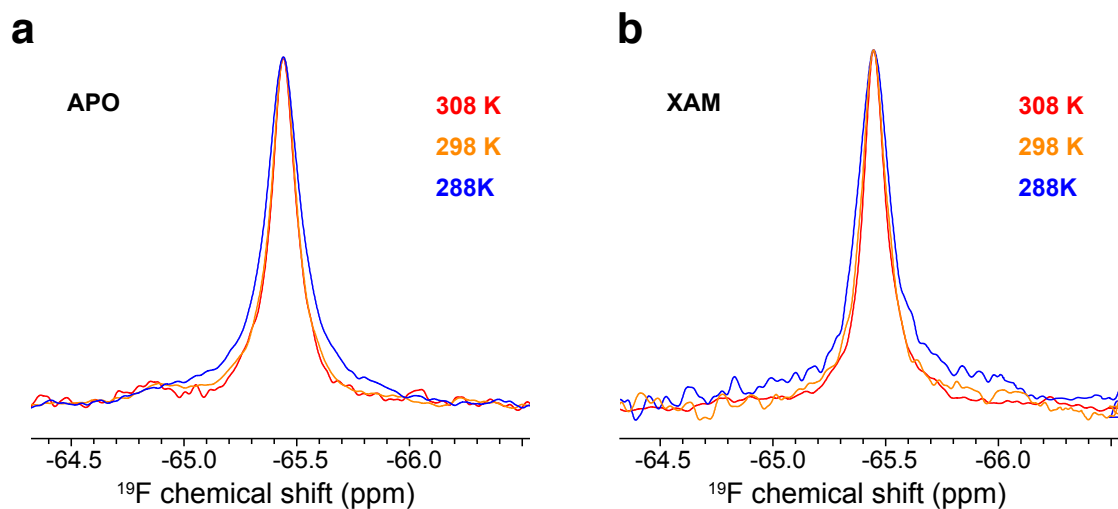 a
APO
308 K
298 K
288K
-64.5 -65.0 -65.5 -66.0
¹⁹F chemical shift (ppm)
b
XAM
308 K
298 K
288K
-64.5 -65.0 -65.5 -66.0
¹⁹F chemical shift (ppm)